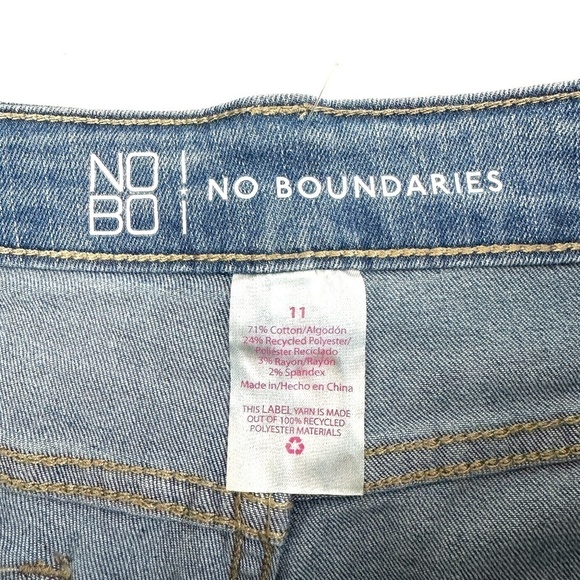 NO
BO
NO BOUNDARIES
11
71% Cotton/Algodón
24% Recycled Polyester/
Poliéster Reciclado
3% Rayon/Rayón
2% Spandex
Made in/Hecho en China
THIS LABEL YARN IS MADE
OUT OF 100% RECYCLED
POLYESTER MATERIALS